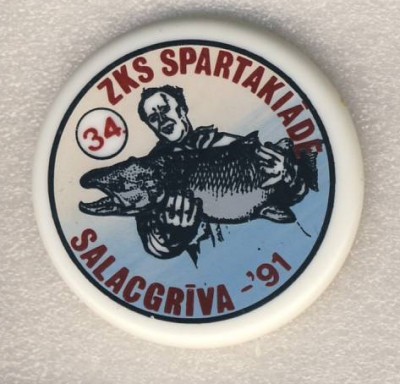 ZKS SPARTAKIĀDE
34.
SALACGRĪVA - '91